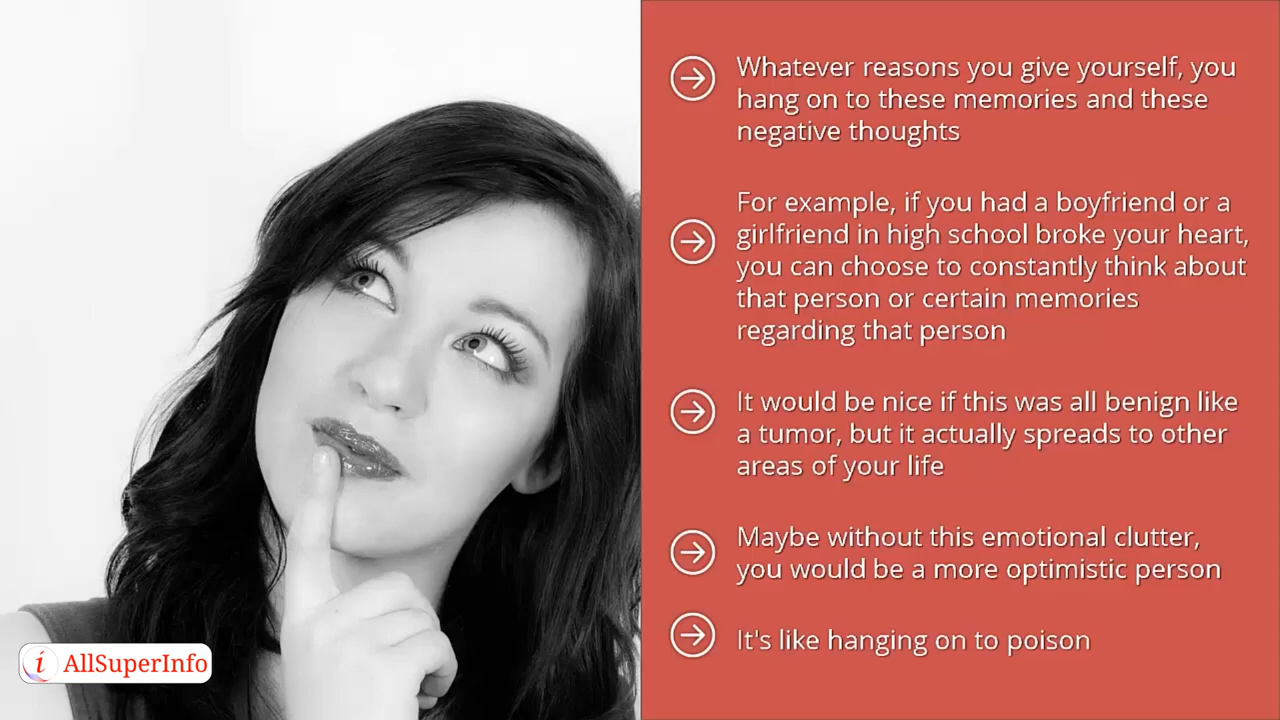 Whatever reasons you give yourself, you
hang on to these memories and these
negative thoughts
For example, if you had a boyfriend or a
girlfriend in high school broke your heart,
you can choose to constantly think about
that person or certain memories
regarding that person
It would be nice if this was all benign like
a tumor, but it actually spreads to other
areas of your life
Maybe without this emotional clutter,
you would be a more optimistic person
It's like hanging on to poison
i AllSuperInfo